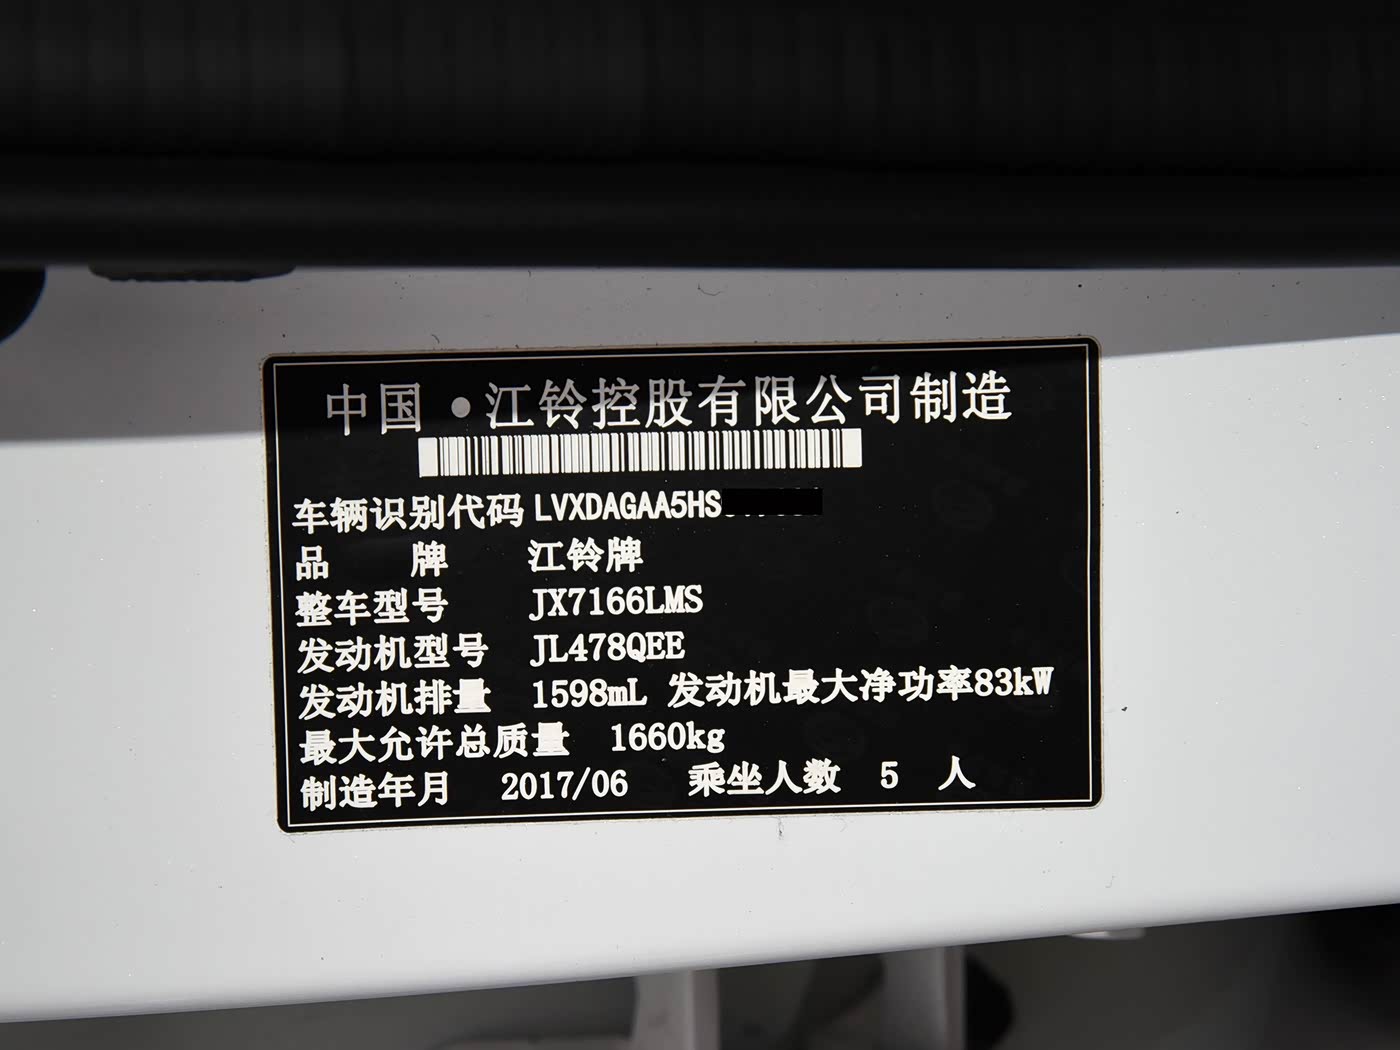 中国·江铃控股有限公司制造
车辆识别代码 LVXDAGAA5HS
品 牌 江铃牌
整车型号 JX7166LMS
发动机型号 JL478QEE
发动机排量 1598mL 发动机最大净功率83kW
最大允许总质量 1660kg
制造年月 2017/06 乘坐人数 5 人